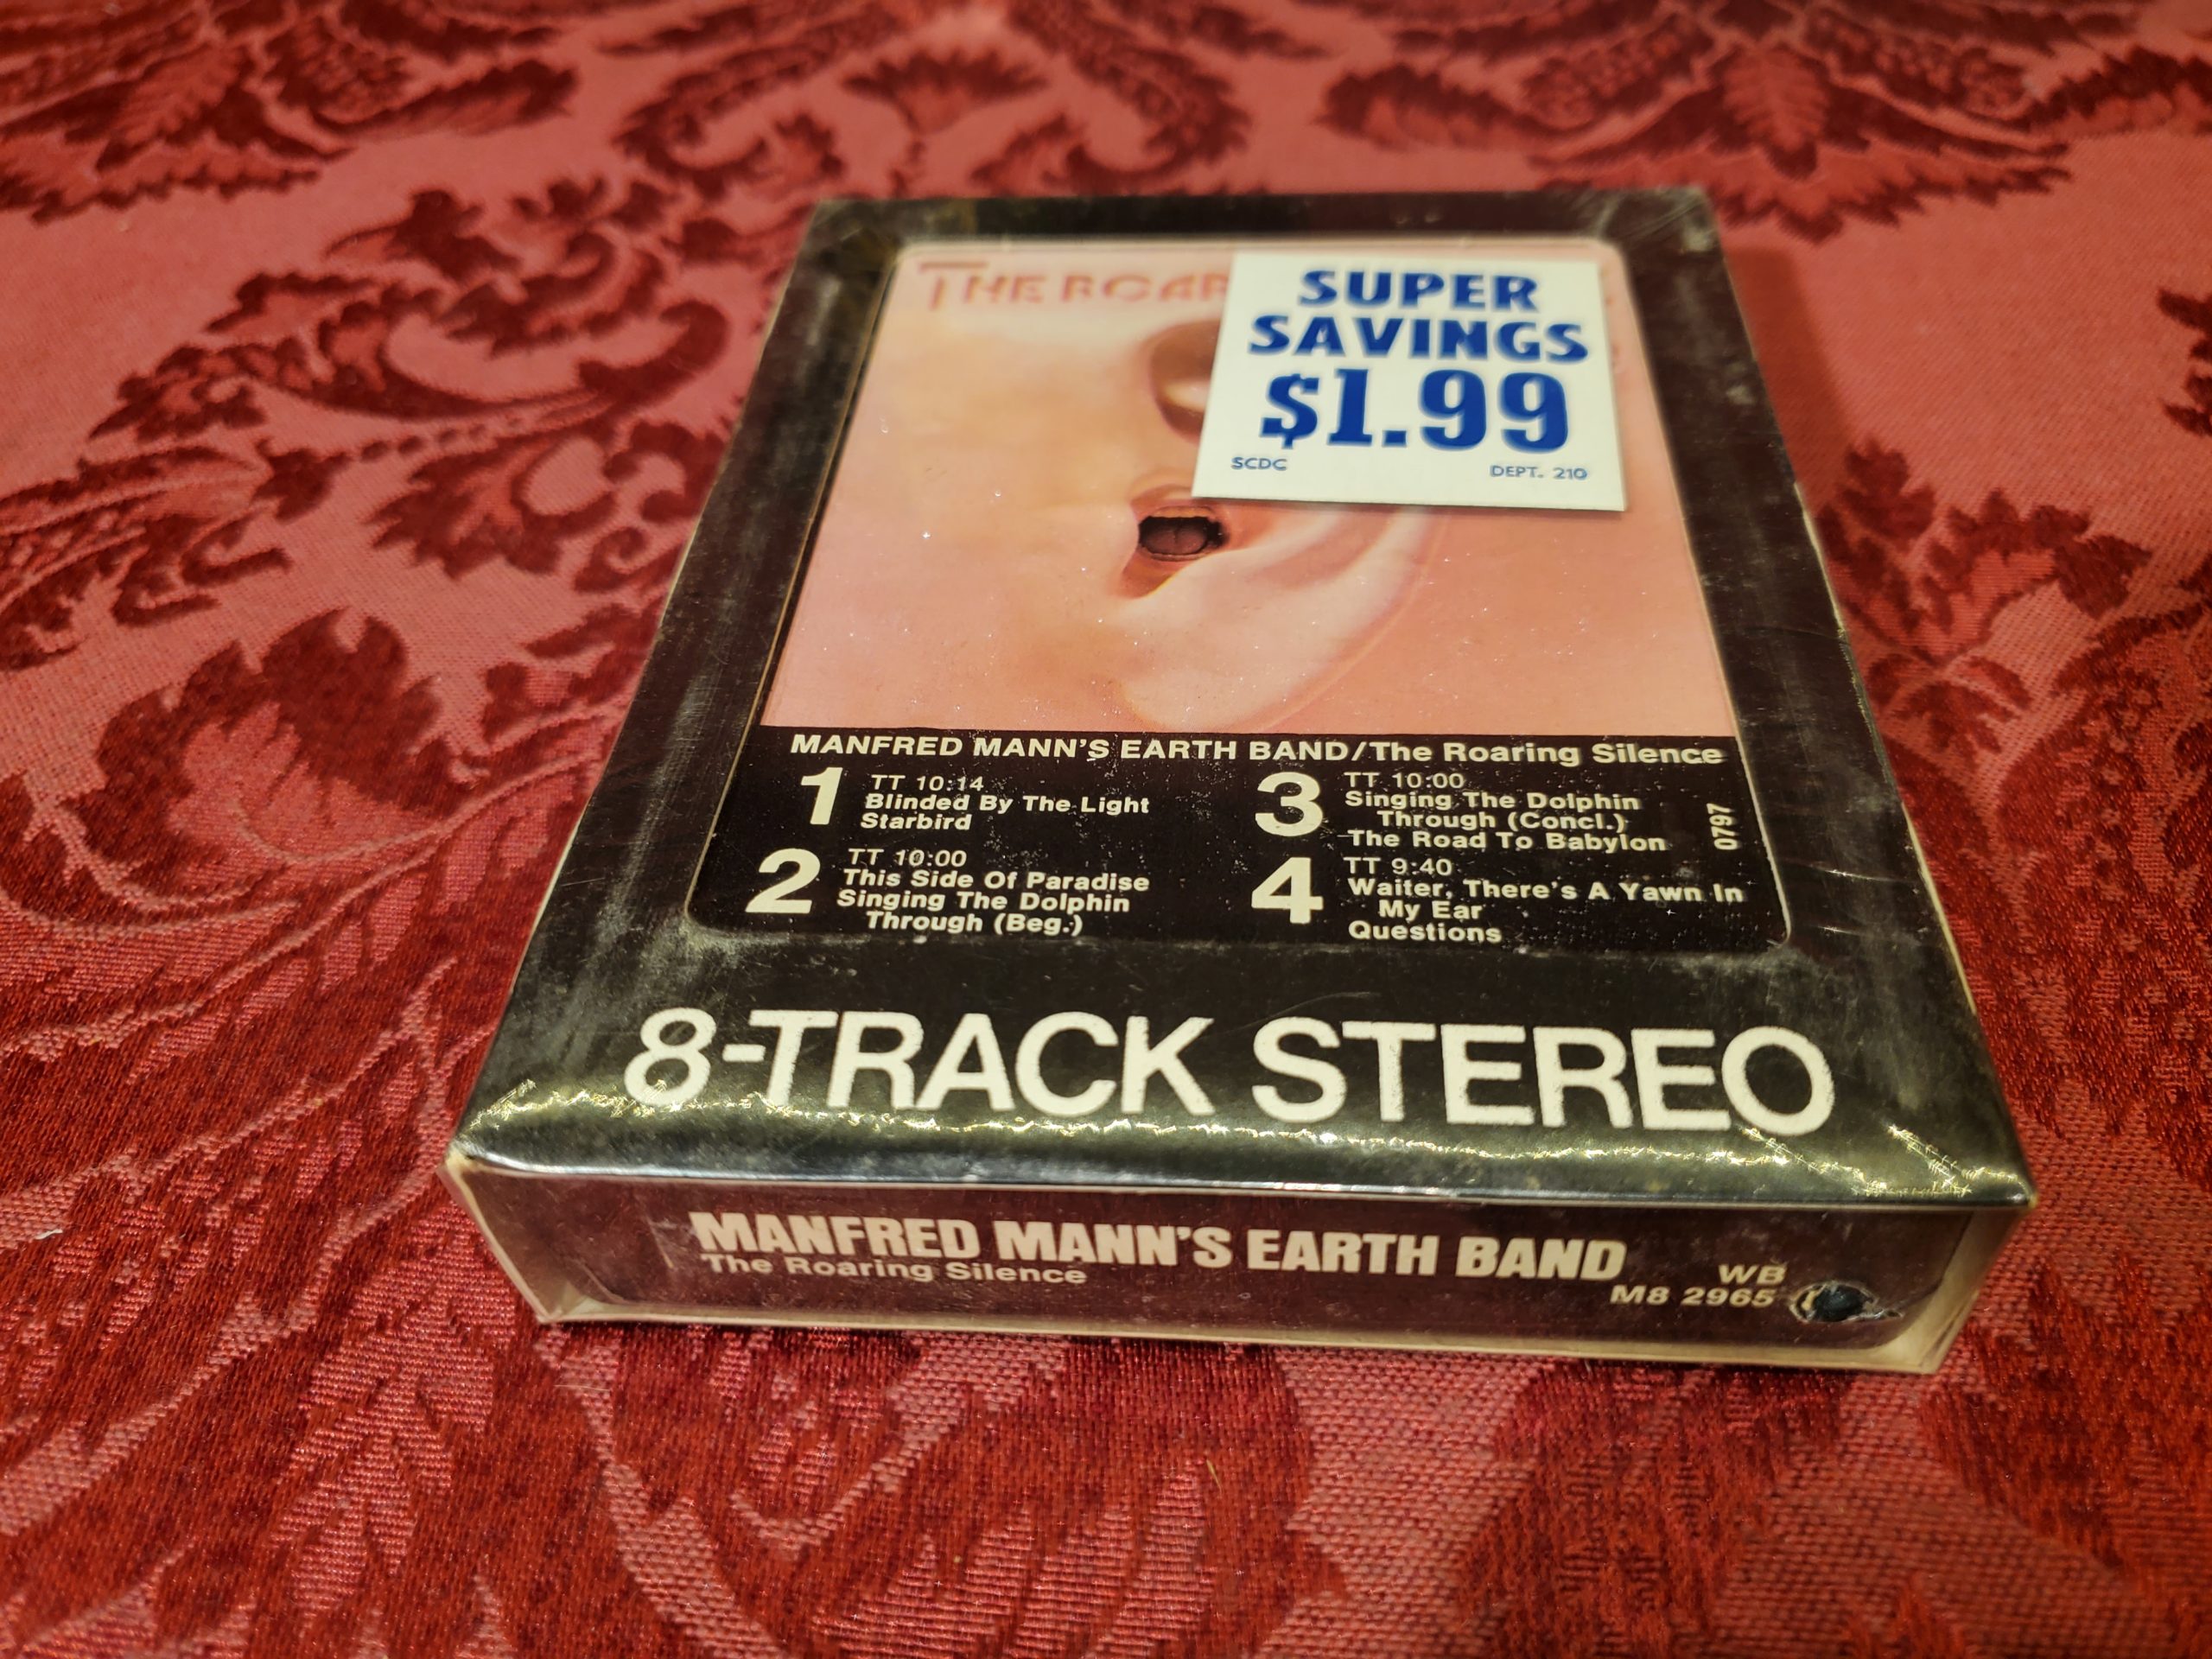 THE ROAR
SUPER
SAVINGS
$1.99
SCDC DEPT. 210
MANFRED MANN'S EARTH BAND/The Roaring Silence
1 TT 10:14
Blinded By The Light
Starbird
2 TT 10:00
This Side Of Paradise
Singing The Dolphin
Through (Beg.)
3 TT 10:00
Singing The Dolphin
Through (Concl.)
The Road To Babylon
4 TT 9:40
Waiter, There's A Yawn In
My Ear
Questions
0797
8-TRACK STEREO
MANFRED MANN'S EARTH BAND
The Roaring Silence
WB
M8 2965